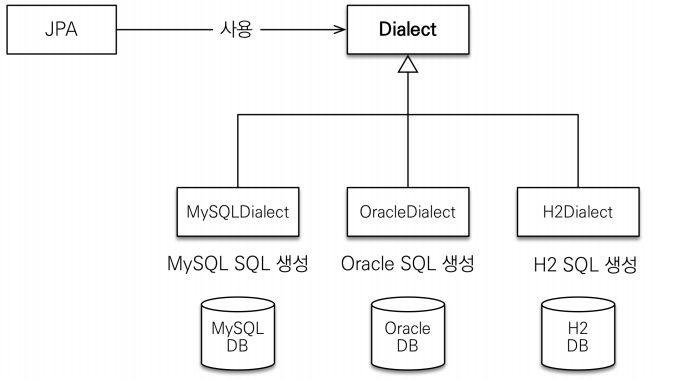 JPA
사용
Dialect
MySQLDialect
OracleDialect
H2Dialect
MySQL SQL 생성
Oracle SQL 생성
H2 SQL 생성
MySQL
DB
Oracle
DB
H2
DB